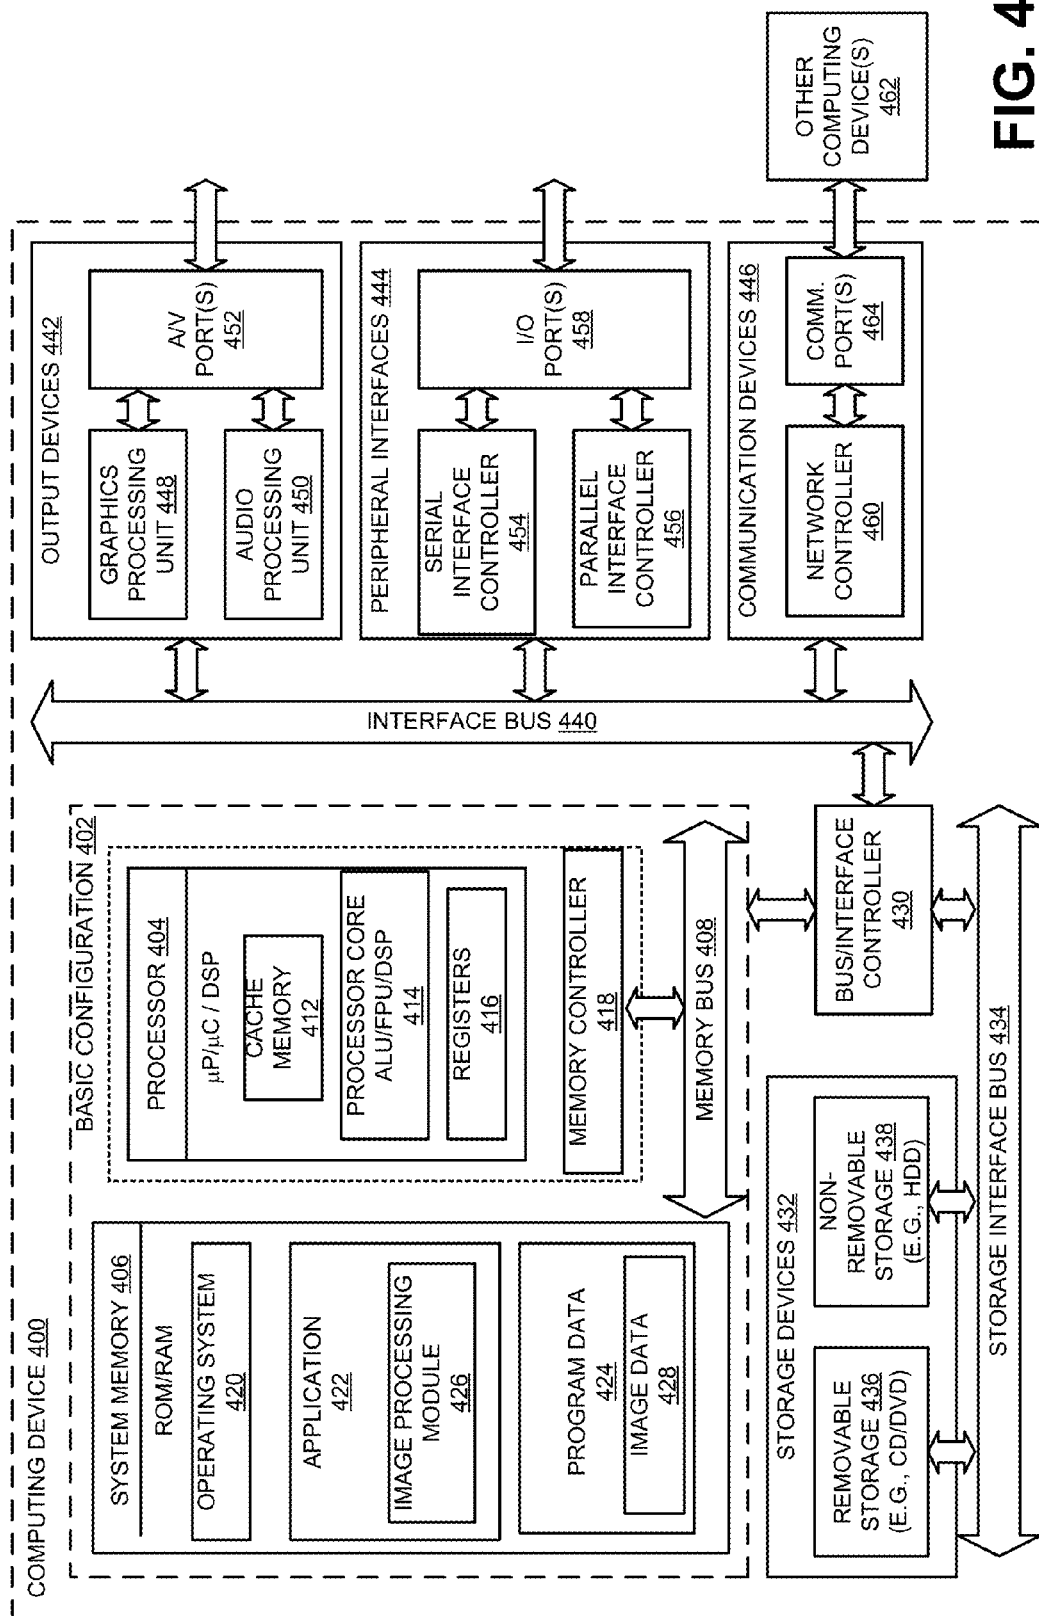 COMPUTING DEVICE 400
BASIC CONFIGURATION 402
SYSTEM MEMORY 406
ROM/RAM
OPERATING SYSTEM
420
APPLICATION
422
IMAGE PROCESSING
MODULE
426
PROGRAM DATA
424
IMAGE DATA
428
PROCESSOR 404
µP/µC / DSP
CACHE
MEMORY
412
PROCESSOR CORE
ALU/FPU/DSP
414
REGISTERS
416
MEMORY CONTROLLER
418
MEMORY BUS 408
BUS/INTERFACE
CONTROLLER
430
STORAGE DEVICES 432
REMOVABLE
STORAGE 436
(E.G., CD/DVD)
NON-
REMOVABLE
STORAGE 438
(E.G., HDD)
STORAGE INTERFACE BUS 434
INTERFACE BUS 440
OUTPUT DEVICES 442
GRAPHICS
PROCESSING
UNIT 448
AUDIO
PROCESSING
UNIT 450
A/V
PORT(S)
452
PERIPHERAL INTERFACES 444
SERIAL
INTERFACE
CONTROLLER
454
PARALLEL
INTERFACE
CONTROLLER
456
I/O
PORT(S)
458
COMMUNICATION DEVICES 446
NETWORK
CONTROLLER
460
COMM.
PORT(S)
464
OTHER
COMPUTING
DEVICE(S)
462
FIG. 4